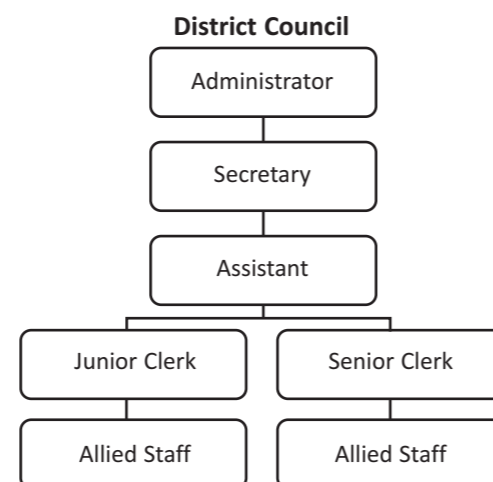 District Council
Administrator
Secretary
Assistant
Junior Clerk
Senior Clerk
Allied Staff
Allied Staff